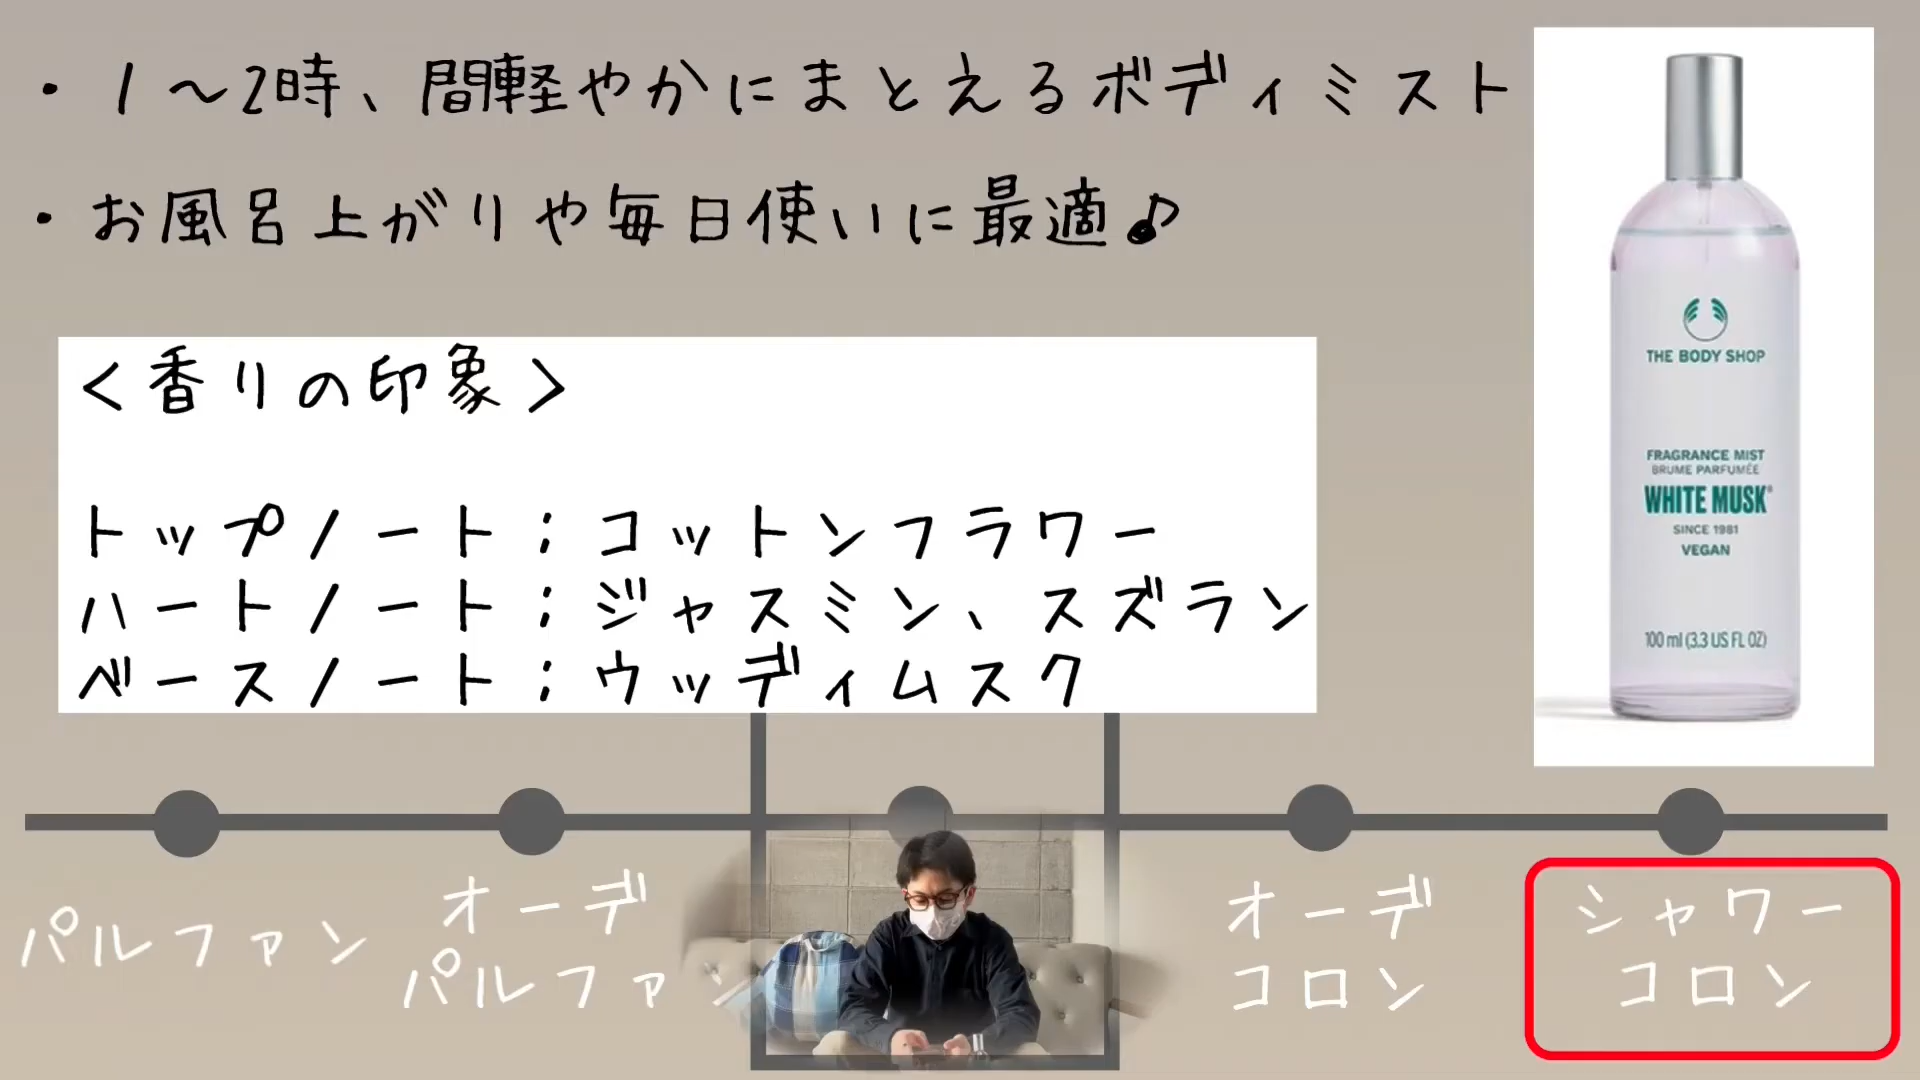 ・1～2時、間軽やかにまとえるボディミスト
・お風呂上がりや毎日使いに最適♪
＜香りの印象＞
トップノート：コットンフラワー
ハートノート：ジャスミン、スズラン
ベースノート：ウッディムスク
THE BODY SHOP
FRAGRANCE MIST
BRUME PARFUMÉE
WHITE MUSK®
SINCE 1981
VEGAN
100 ml (3.3 US FL OZ)
パルファン
オーデ
パルファン
オーデ
コロン
シャワー
コロン